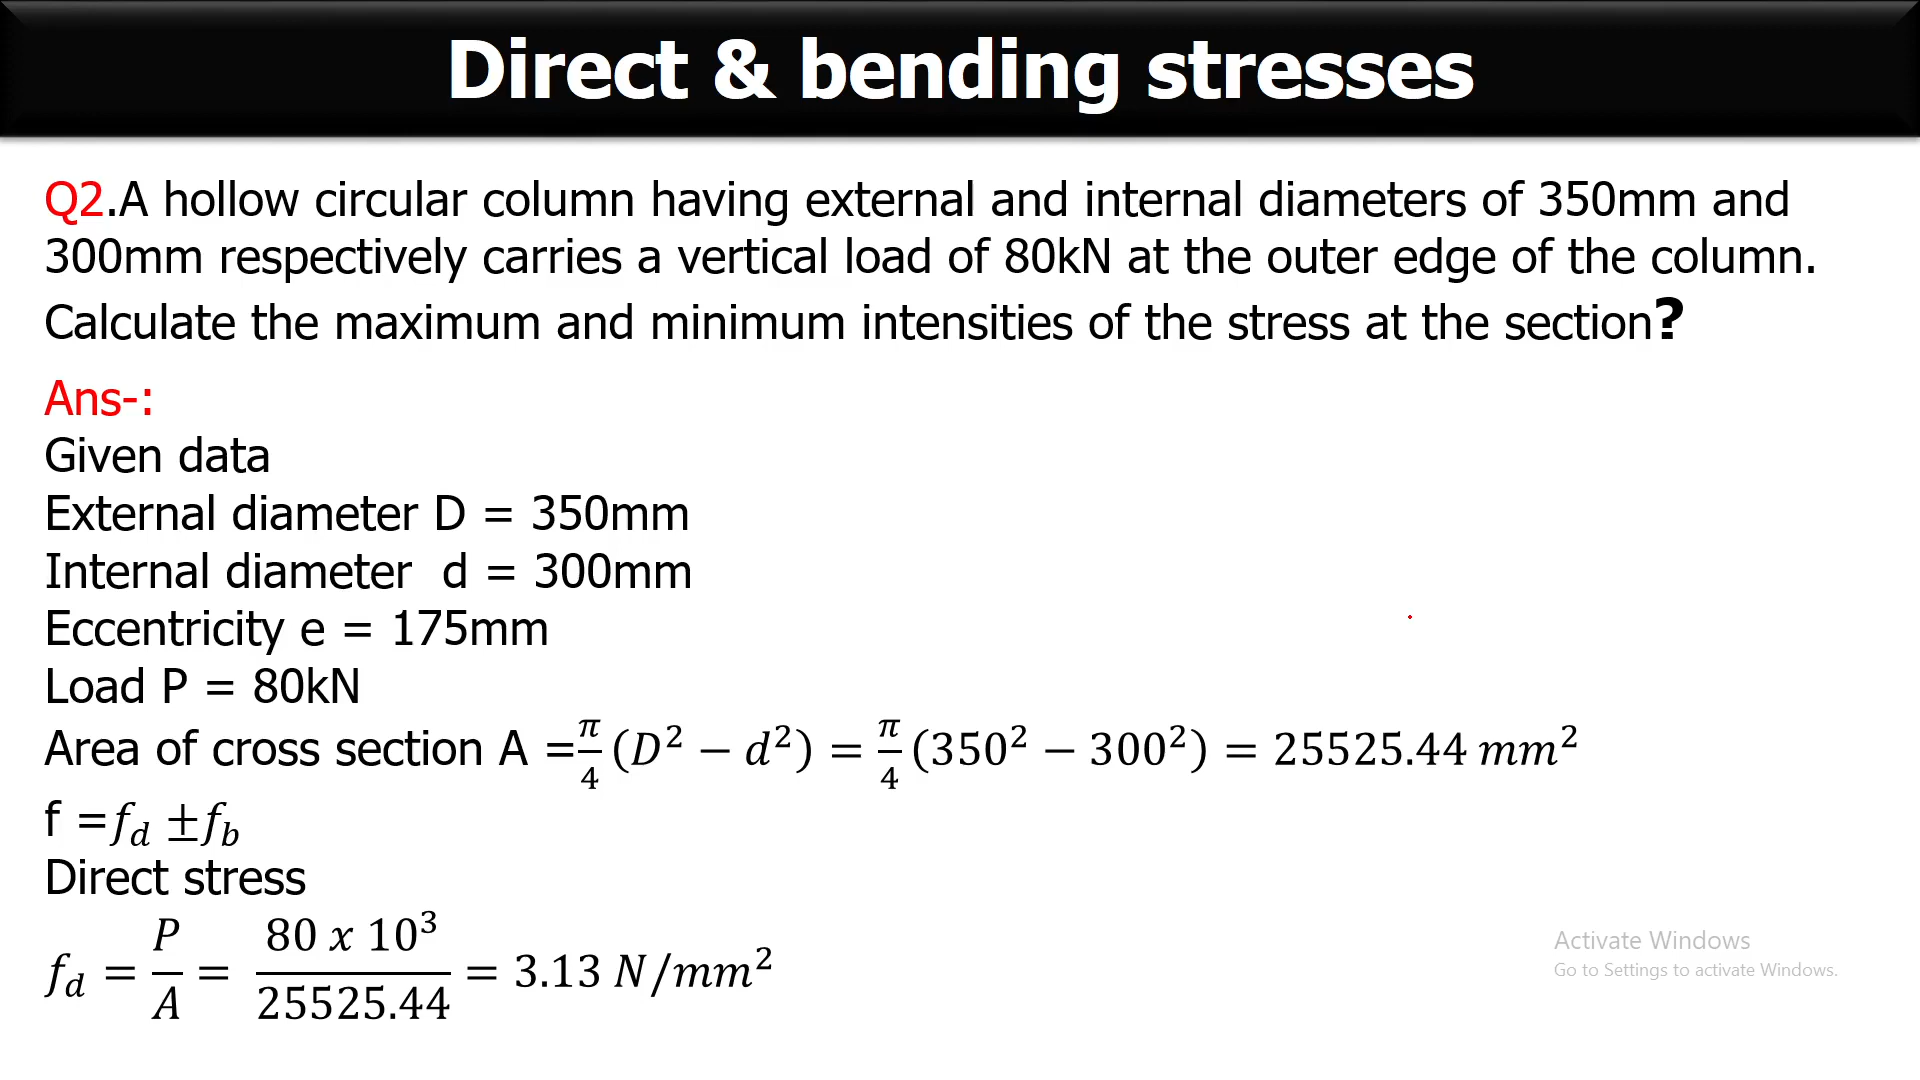 Direct & bending stresses
Q2.A hollow circular column having external and internal diameters of 350mm and
300mm respectively carries a vertical load of 80kN at the outer edge of the column.
Calculate the maximum and minimum intensities of the stress at the section?
Ans-:
Given data
External diameter D = 350mm
Internal diameter d = 300mm
Eccentricity e = 175mm
Load P = 80kN
Area of cross section A =π/4 (D² − d²) = π/4 (350² − 300²) = 25525.44 mm²
f =f_d ±f_b
Direct stress
f_d = P/A = 80 x 10³/25525.44 = 3.13 N/mm²
Activate Windows
Go to Settings to activate Windows.